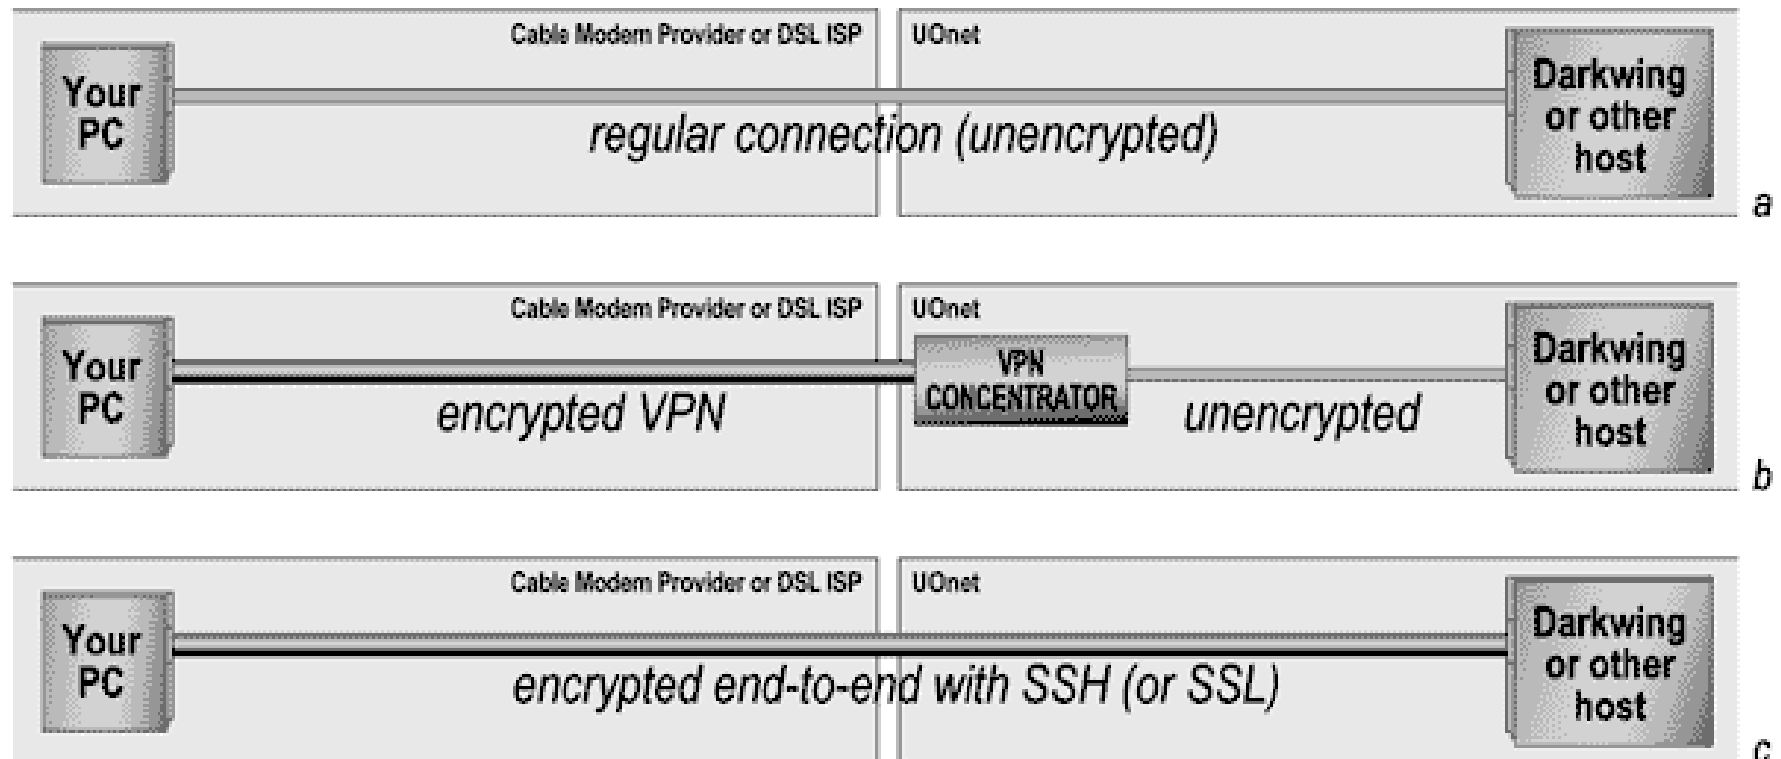 Cable Modem Provider or DSL ISP
UOnet
Your
PC
Darkwing
or other
host
regular connection (unencrypted)
a
Cable Modem Provider or DSL ISP
UOnet
Your
PC
VPN
CONCENTRATOR
Darkwing
or other
host
encrypted VPN
unencrypted
b
Cable Modem Provider or DSL ISP
UOnet
Your
PC
Darkwing
or other
host
encrypted end-to-end with SSH (or SSL)
c